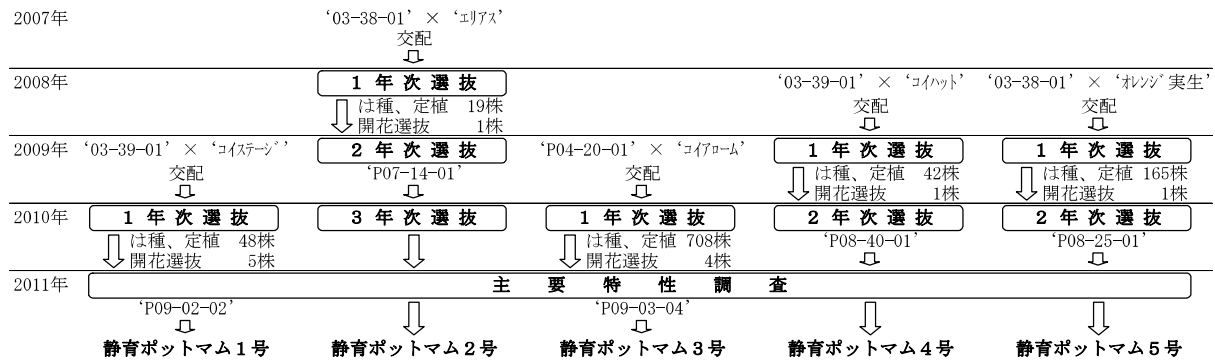 2007年 ‘03-38-01’ × ‘エリアス’
交配
2008年 1 年 次 選 抜 ‘03-39-01’ × ‘コイハット’ ‘03-38-01’ × ‘オレンジ実生’
は種、定植 19株 交配 交配
開花選抜 1株
2009年 ‘03-39-01’ × ‘コイステージ’ 2 年 次 選 抜 ‘P04-20-01’ × ‘コイアローム’ 1 年 次 選 抜 1 年 次 選 抜
交配 ‘P07-14-01’ 交配 は種、定植 42株 は種、定植 165株
開花選抜 1株 開花選抜 1株
2010年 1 年 次 選 抜 3 年 次 選 抜 1 年 次 選 抜 2 年 次 選 抜 2 年 次 選 抜
は種、定植 48株 は種、定植 708株 ‘P08-40-01’ ‘P08-25-01’
開花選抜 5株 開花選抜 4株
2011年 主 要 特 性 調 査
‘P09-02-02’ ‘P09-03-04’
静育ポットマム1号 静育ポットマム2号 静育ポットマム3号 静育ポットマム4号 静育ポットマム5号